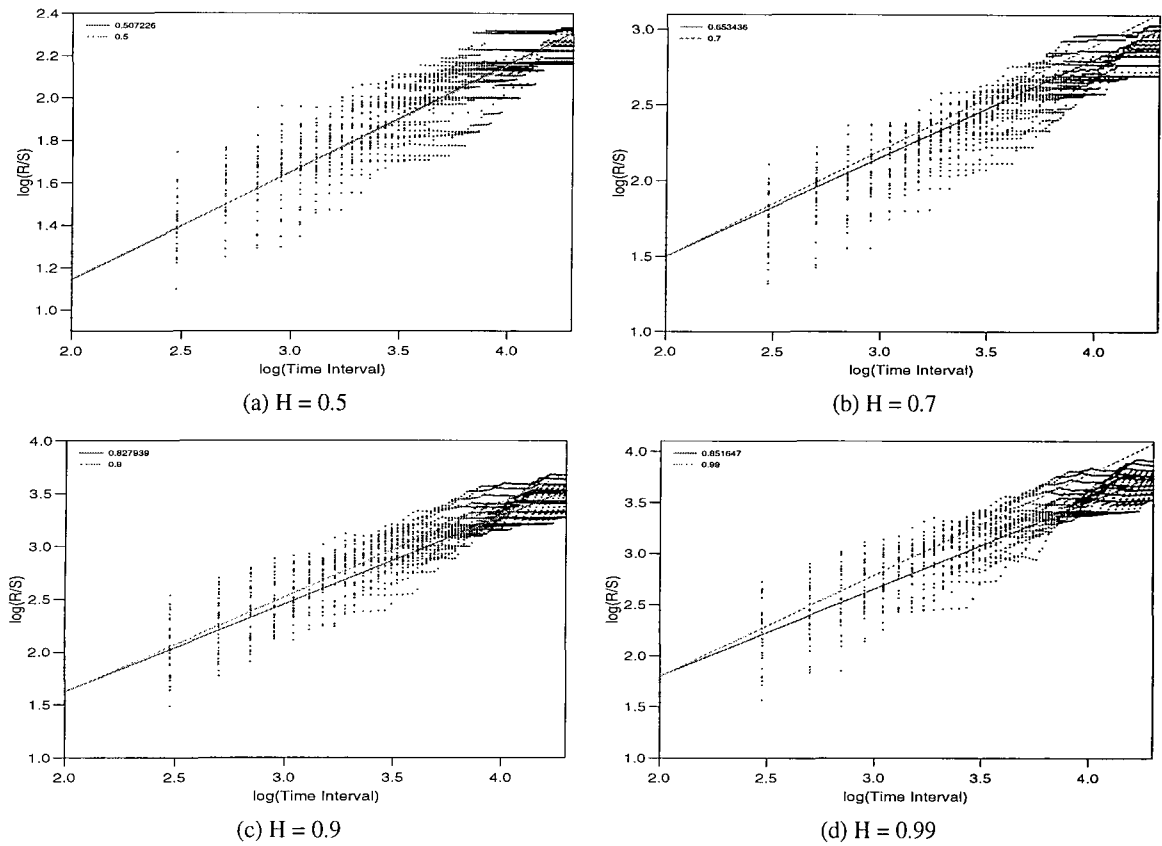 2.4
2.2
2.0
1.8
1.6
1.4
1.2
1.0
log(R/S)
0.507226
0.5
2.0 2.5 3.0 3.5 4.0
log(Time Interval)
(a) H = 0.5
3.0
2.5
2.0
1.5
1.0
log(R/S)
0.653436
0.7
2.0 2.5 3.0 3.5 4.0
log(Time Interval)
(b) H = 0.7
4.0
3.5
3.0
2.5
2.0
1.5
1.0
log(R/S)
0.827939
0.9
2.0 2.5 3.0 3.5 4.0
log(Time Interval)
(c) H = 0.9
4.0
3.5
3.0
2.5
2.0
1.5
1.0
log(R/S)
0.851647
0.99
2.0 2.5 3.0 3.5 4.0
log(Time Interval)
(d) H = 0.99